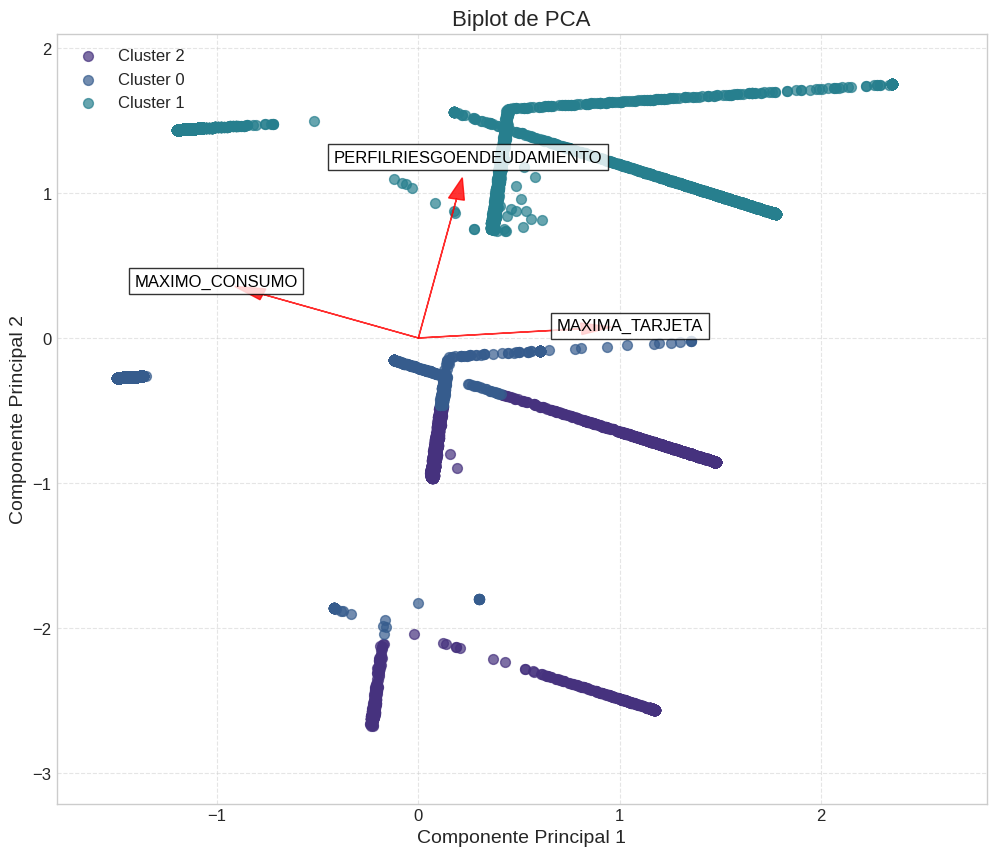 Biplot de PCA
Cluster 2
Cluster 0
Cluster 1
PERFILRIESGOENDEUDAMIENTO
MAXIMO_CONSUMO
MAXIMA_TARJETA
2
1
0
−1
−2
−3
Componente Principal 2
−1
0
1
2
Componente Principal 1